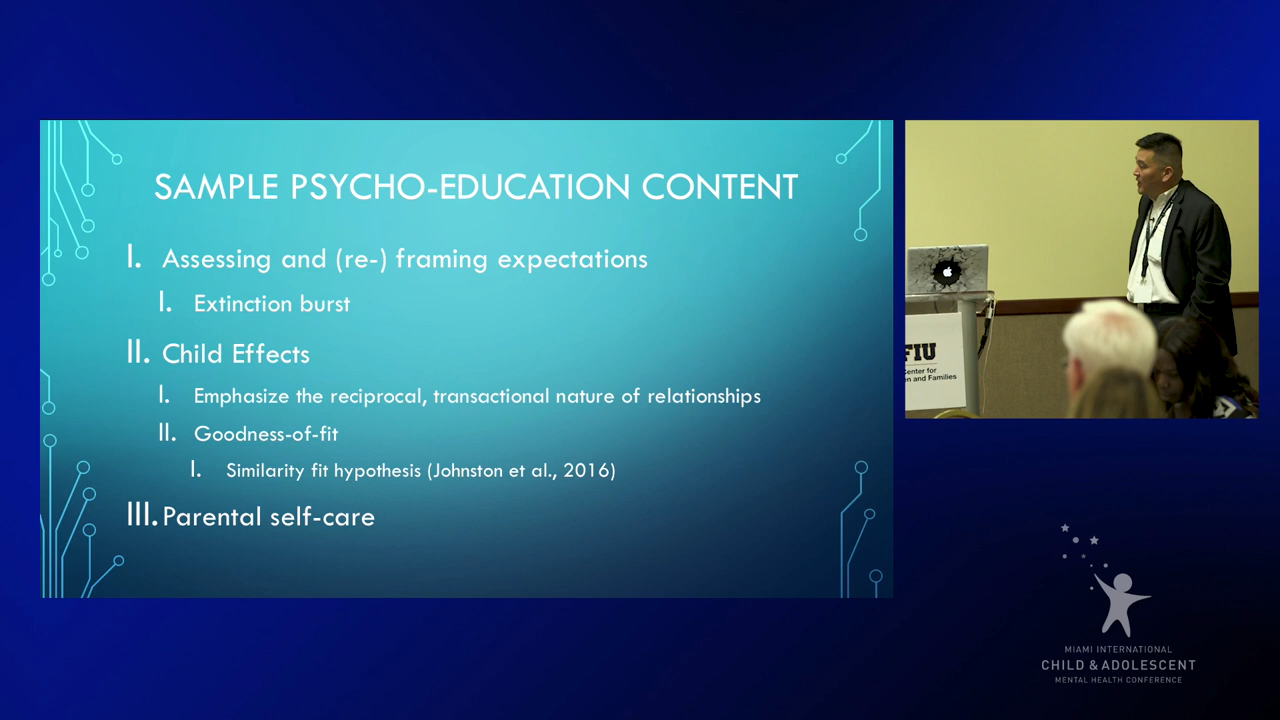 SAMPLE PSYCHO-EDUCATION CONTENT
I. Assessing and (re-) framing expectations
I. Extinction burst
II. Child Effects
I. Emphasize the reciprocal, transactional nature of relationships
II. Goodness-of-fit
I. Similarity fit hypothesis (Johnston et al., 2016)
III. Parental self-care
FIU
Center for
en and Families
MIAMI INTERNATIONAL
CHILD & ADOLESCENT
MENTAL HEALTH CONFERENCE